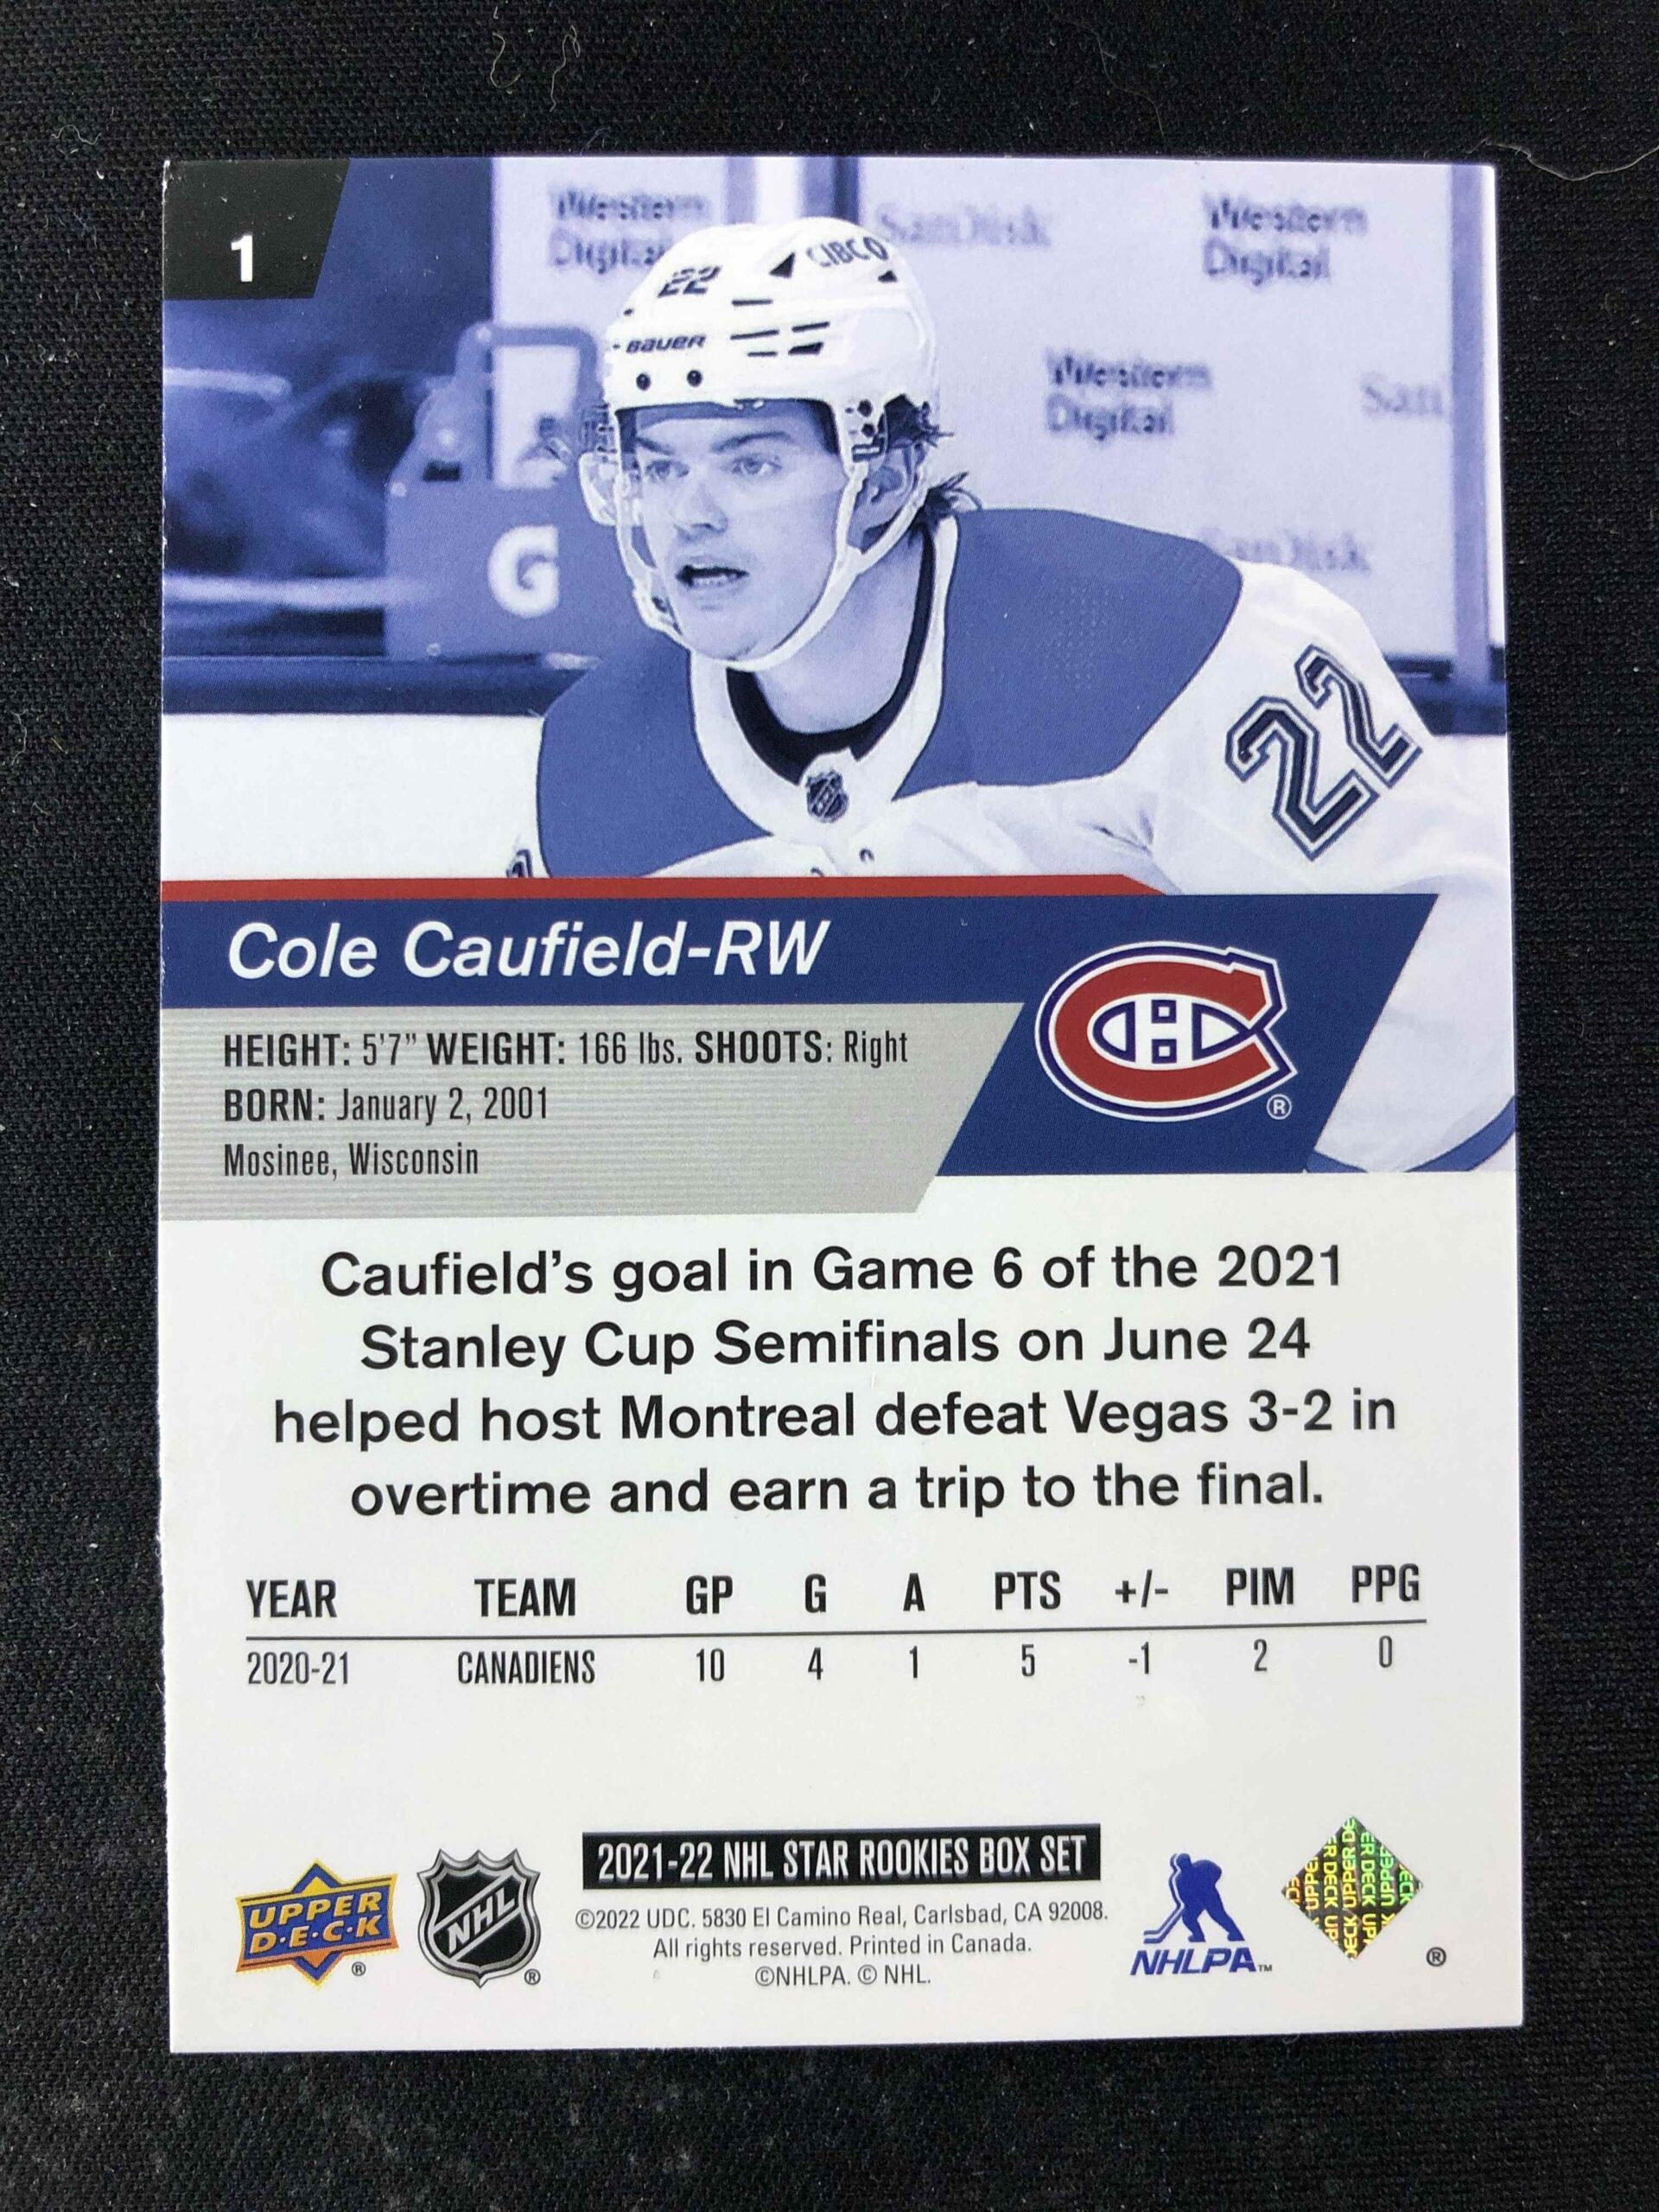 1
Western
Digital
SanDisk
Western
Digital
22
CIBC
BAUER
Western
Digital
San
G
SanDisk
22
Cole Caufield-RW
HEIGHT: 5'7" WEIGHT: 166 lbs. SHOOTS: Right
BORN: January 2, 2001
Mosinee, Wisconsin
®
Caufield's goal in Game 6 of the 2021
Stanley Cup Semifinals on June 24
helped host Montreal defeat Vegas 3-2 in
overtime and earn a trip to the final.
YEAR TEAM GP G A PTS +/- PIM PPG
2020-21 CANADIENS 10 4 1 5 -1 2 0
2021-22 NHL STAR ROOKIES BOX SET
©2022 UDC. 5830 El Camino Real, Carlsbad, CA 92008.
All rights reserved. Printed in Canada.
©NHLPA. © NHL.
UPPER
D·E·C·K
®
NHL
®
NHLPA™
UPPER DECK
®